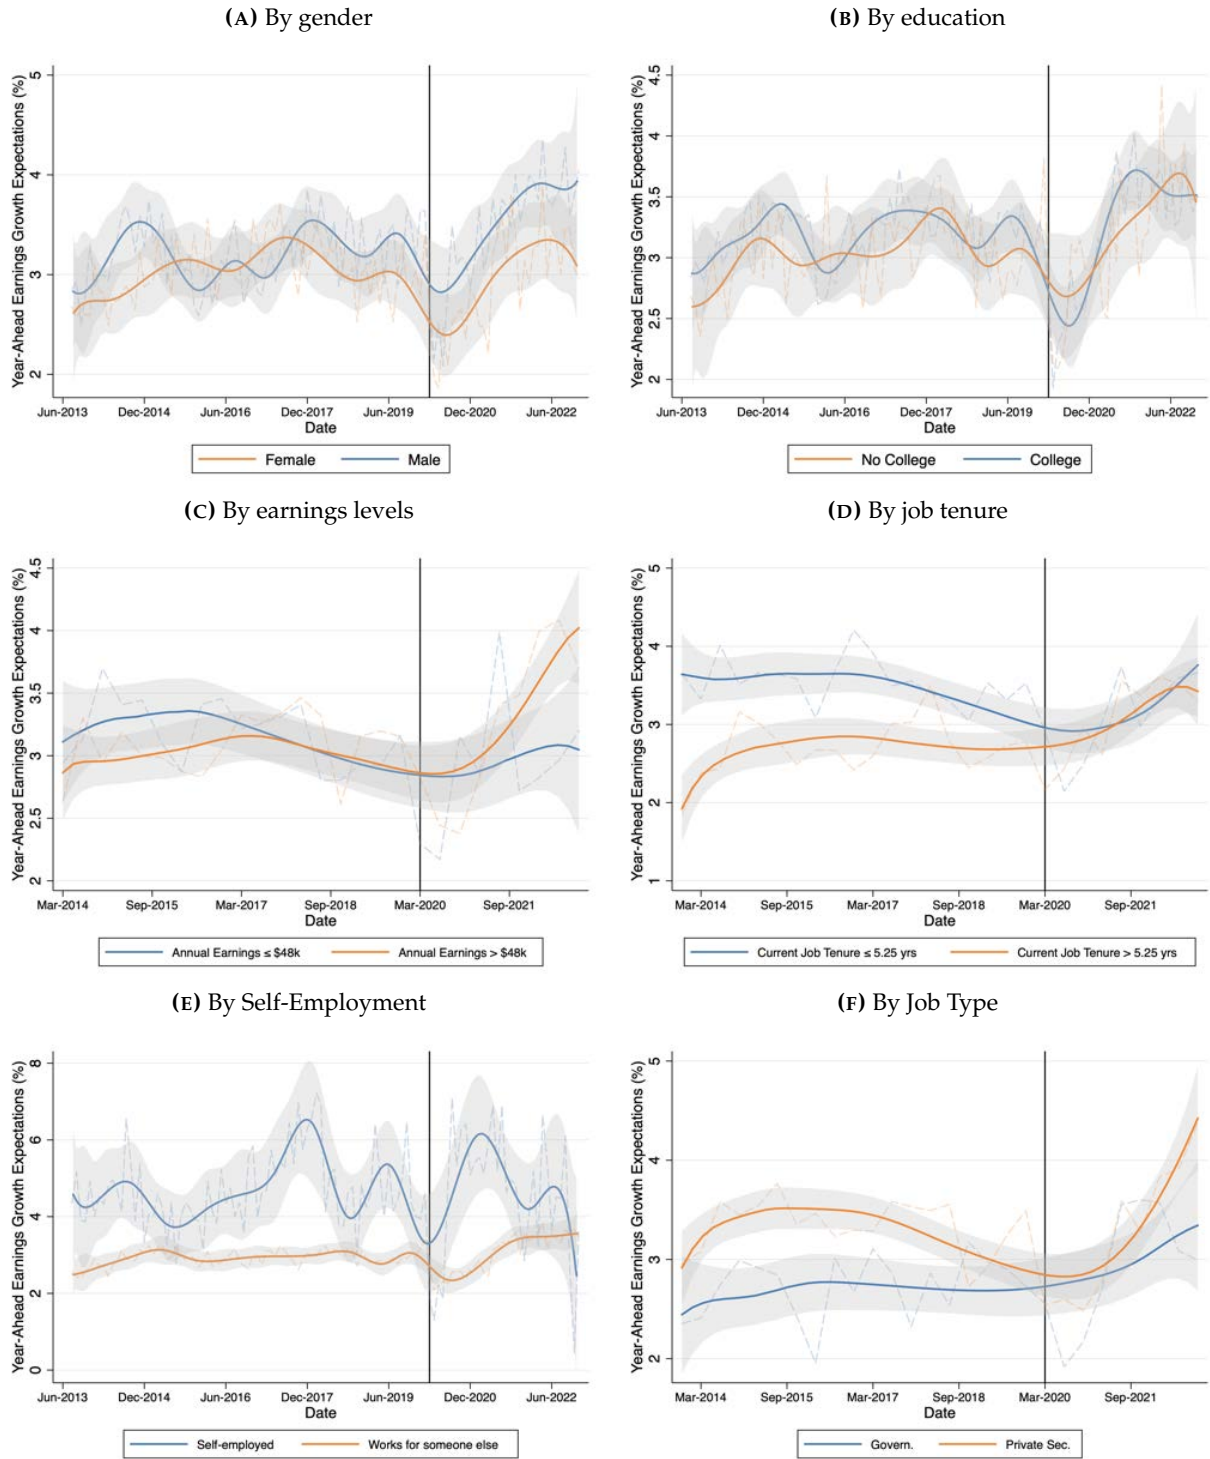 (A) By gender
Year-Ahead Earnings Growth Expectations (%)
5
4
3
2
Jun-2013 Dec-2014 Jun-2016 Dec-2017 Jun-2019 Dec-2020 Jun-2022
Date
Female Male
(B) By education
Year-Ahead Earnings Growth Expectations (%)
4.5
4
3.5
3
2.5
2
Jun-2013 Dec-2014 Jun-2016 Dec-2017 Jun-2019 Dec-2020 Jun-2022
Date
No College College
(C) By earnings levels
Year-Ahead Earnings Growth Expectations (%)
4.5
4
3.5
3
2.5
2
Mar-2014 Sep-2015 Mar-2017 Sep-2018 Mar-2020 Sep-2021
Date
Annual Earnings ≤ $48k Annual Earnings > $48k
(D) By job tenure
Year-Ahead Earnings Growth Expectations (%)
5
4
3
2
1
Mar-2014 Sep-2015 Mar-2017 Sep-2018 Mar-2020 Sep-2021
Date
Current Job Tenure ≤ 5.25 yrs Current Job Tenure > 5.25 yrs
(E) By Self-Employment
Year-Ahead Earnings Growth Expectations (%)
8
6
4
2
0
Jun-2013 Dec-2014 Jun-2016 Dec-2017 Jun-2019 Dec-2020 Jun-2022
Date
Self-employed Works for someone else
(F) By Job Type
Year-Ahead Earnings Growth Expectations (%)
5
4
3
2
Mar-2014 Sep-2015 Mar-2017 Sep-2018 Mar-2020 Sep-2021
Date
Govern. Private Sec.